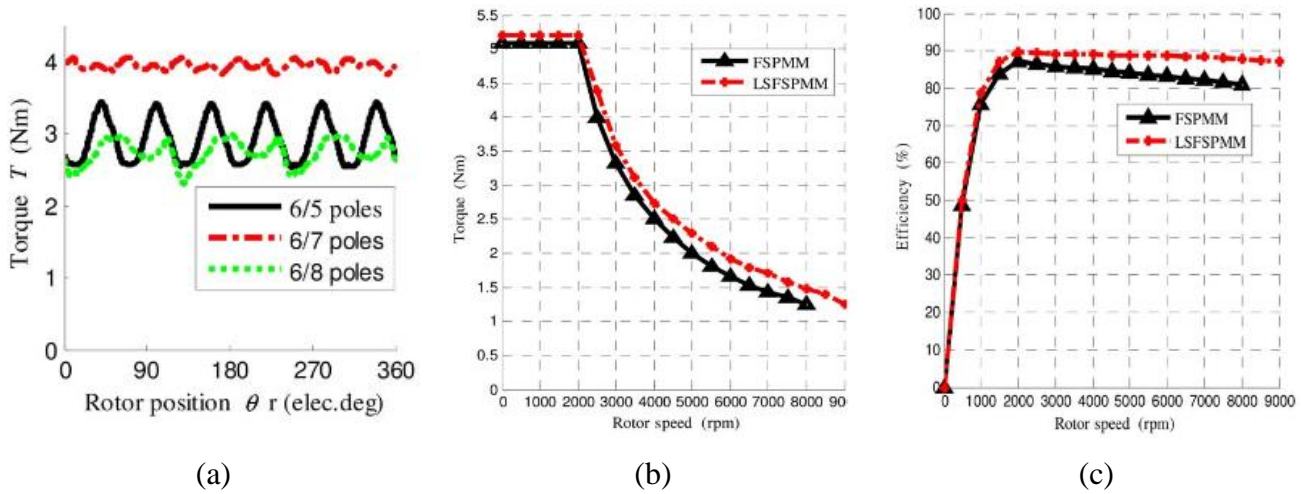 Torque T (Nm)
4
3
2
1
0
0 90 180 270 360
Rotor position θ r (elec.deg)
6/5 poles
6/7 poles
6/8 poles
(a)
Torque (Nm)
5.5
5
4.5
4
3.5
3
2.5
2
1.5
1
0.5
0
0 1000 2000 3000 4000 5000 6000 7000 8000 900
Rotor speed (rpm)
FSPMM
LSFSPMM
(b)
Efficiency (%)
100
90
80
70
60
50
40
30
20
10
0
0 1000 2000 3000 4000 5000 6000 7000 8000 9000
Rotor speed (rpm)
FSPMM
LSFSPMM
(c)